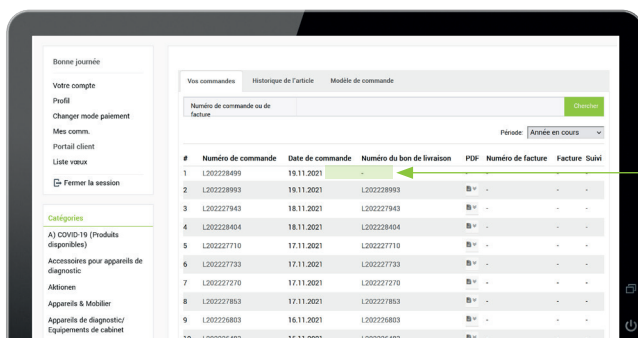 Bonne journée
Votre compte
Profil
Changer mode paiement
Mes comm.
Portail client
Liste vœux
Fermer la session
Catégories
A) COVID-19 (Produits
disponibles)
Accessoires pour appareils de
diagnostic
Aktionen
Appareils & Mobilier
Appareils de diagnostic/
Equipements de cabinet
Vos commandes Historique de l'article Modèle de commande
Numéro de commande ou de
facture
Chercher
Période: Année en cours
# Numéro de commande Date de commande Numéro du bon de livraison PDF Numéro de facture Facture Suivi
1 L202228499 19.11.2021 - - - - -
2 L202228993 19.11.2021 L202228993 - - -
3 L202227943 18.11.2021 L202227943 - - -
4 L202228404 18.11.2021 L202228404 - - -
5 L202227710 17.11.2021 L202227710 - - -
6 L202227733 17.11.2021 L202227733 - - -
7 L202227270 17.11.2021 L202227270 - - -
8 L202227853 17.11.2021 L202227853 - - -
9 L202226803 16.11.2021 L202226803 - - -